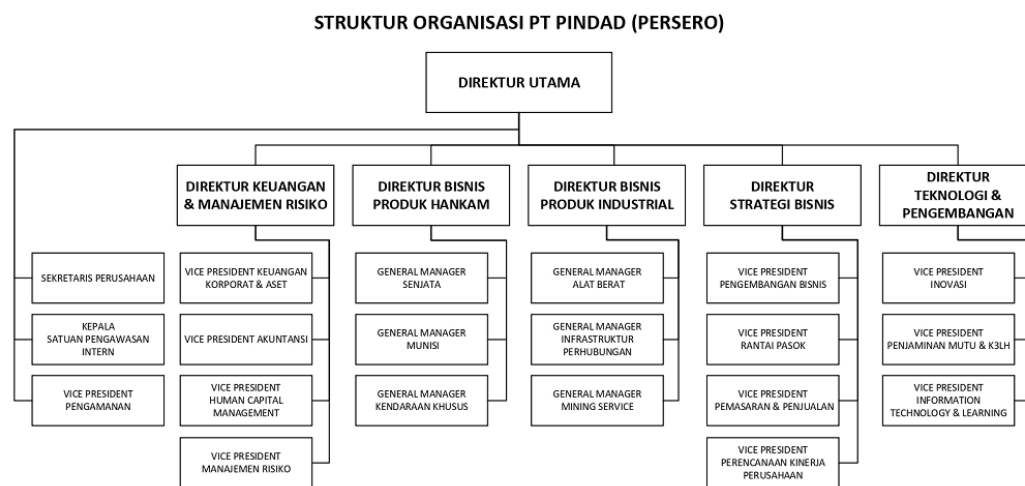 STRUKTUR ORGANISASI PT PINDAD (PERSERO)
DIREKTUR UTAMA
DIREKTUR KEUANGAN
& MANAJEMEN RISIKO
DIREKTUR BISNIS
PRODUK HANKAM
DIREKTUR BISNIS
PRODUK INDUSTRIAL
DIREKTUR
STRATEGI BISNIS
DIREKTUR
TEKNOLOGI &
PENGEMBANGAN
SEKRETARIS PERUSAHAAN
KEPALA
SATUAN PENGAWASAN
INTERN
VICE PRESIDENT
PENGAMANAN
VICE PRESIDENT KEUANGAN
KORPORAT & ASET
VICE PRESIDENT AKUNTANSI
VICE PRESIDENT
HUMAN CAPITAL
MANAGEMENT
VICE PRESIDENT
MANAJEMEN RISIKO
GENERAL MANAGER
SENJATA
GENERAL MANAGER
MUNISI
GENERAL MANAGER
KENDARAAN KHUSUS
GENERAL MANAGER
ALAT BERAT
GENERAL MANAGER
INFRASTRUKTUR
PERHUBUNGAN
GENERAL MANAGER
MINING SERVICE
VICE PRESIDENT
PENGEMBANGAN BISNIS
VICE PRESIDENT
RANTAI PASOK
VICE PRESIDENT
PEMASARAN & PENJUALAN
VICE PRESIDENT
PERENCANAAN KINERJA
PERUSAHAAN
VICE PRESIDENT
INOVASI
VICE PRESIDENT
PENJAMINAN MUTU & K3LH
VICE PRESIDENT
INFORMATION
TECHNOLOGY & LEARNING